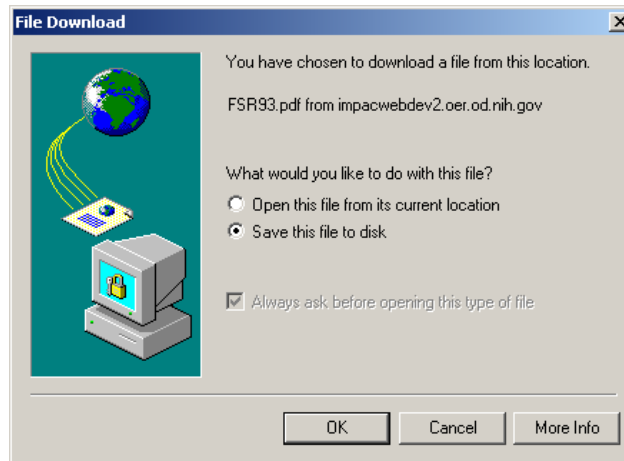 File Download
You have chosen to download a file from this location.
FSR93.pdf from impacwebdev2.oer.od.nih.gov
What would you like to do with this file?
Open this file from its current location
Save this file to disk
Always ask before opening this type of file
OK Cancel More Info